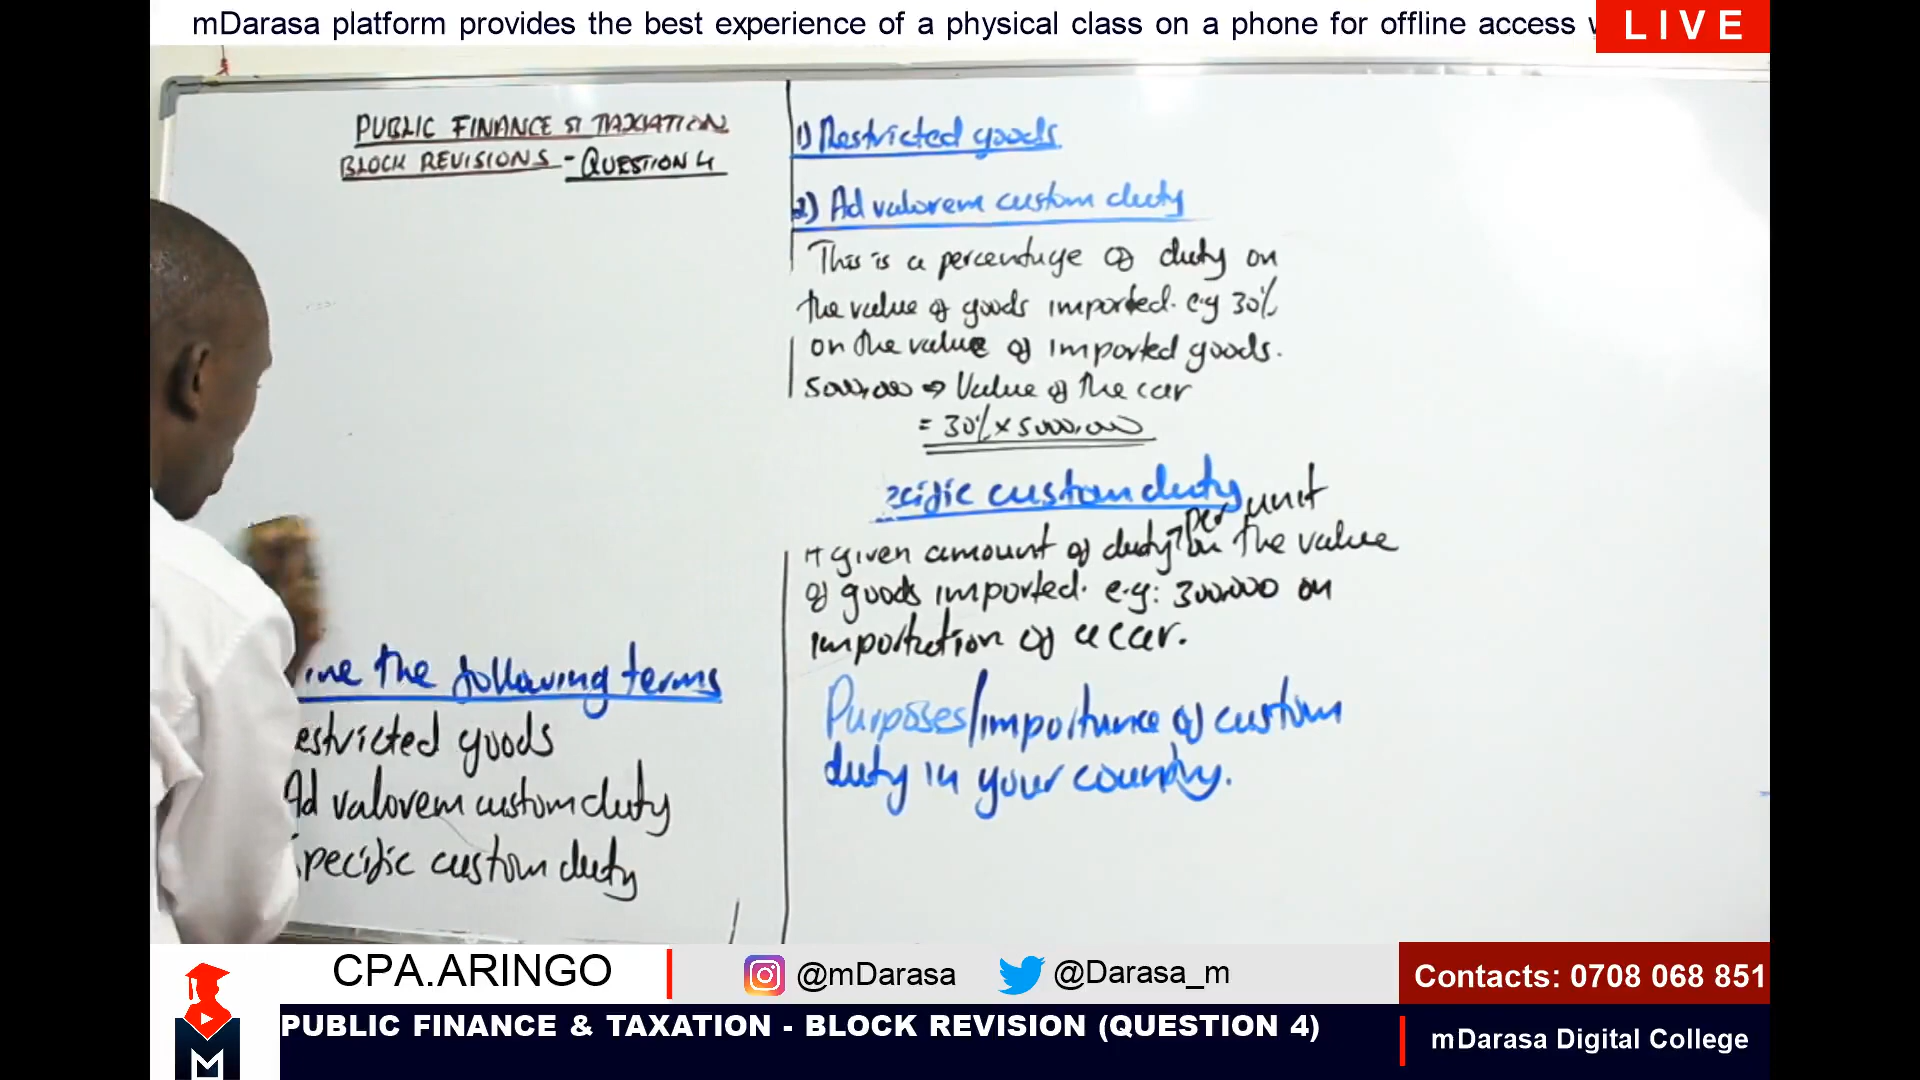 mDarasa platform provides the best experience of a physical class on a phone for offline access
LIVE
PUBLIC FINANCE & TAXATION
BLOCK REVISIONS - QUESTION 4
ine the following terms
estricted goods
Ad valorem custom duty
specific custom duty
1) Restricted goods
2) Ad valorem custom duty
This is a percentage of duty on
the value of goods imported. e.g 30%
on the value of imported goods.
5000,000 ⇒ Value of the car
= 30% x 5000,000
ecific custom duty
A given amount of duty per unit on the value
of goods imported. e.g: 300,000 on
importation of a car.
Purposes/importance of custom
duty in your country.
CPA.ARINGO
@mDarasa
@Darasa_m
Contacts: 0708 068 851
PUBLIC FINANCE & TAXATION - BLOCK REVISION (QUESTION 4)
mDarasa Digital College
M